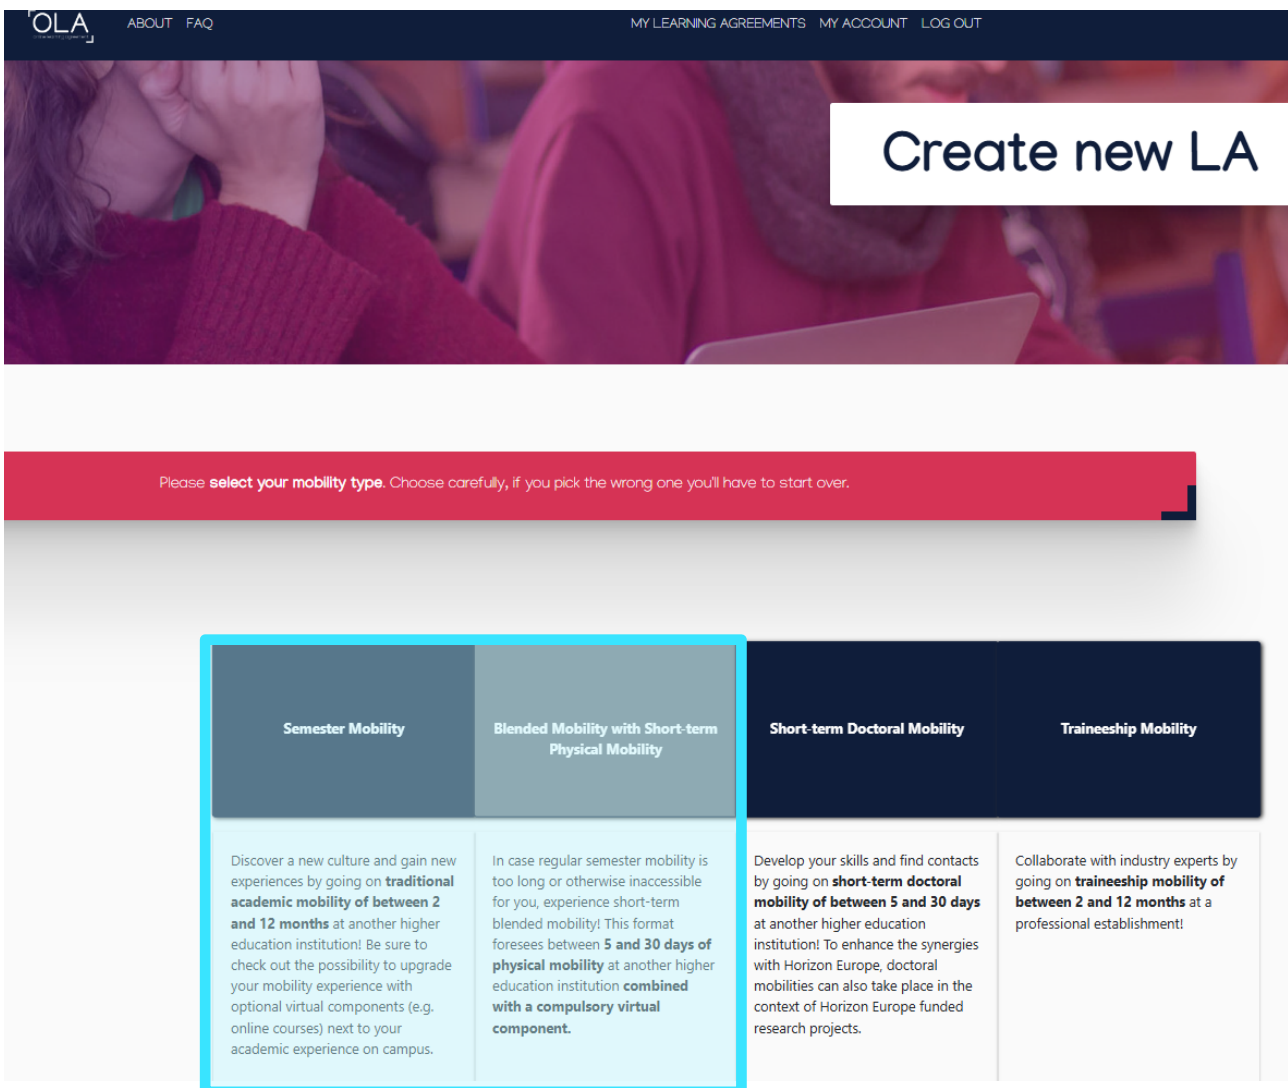 OLA
ABOUT FAQ
MY LEARNING AGREEMENTS MY ACCOUNT LOG OUT
Create new LA
Please select your mobility type. Choose carefully, if you pick the wrong one you'll have to start over.
Semester Mobility
Discover a new culture and gain new
experiences by going on traditional
academic mobility of between 2
and 12 months at another higher
education institution! Be sure to
check out the possibility to upgrade
your mobility experience with
optional virtual components (e.g.
online courses) next to your
academic experience on campus.
Blended Mobility with Short-term
Physical Mobility
In case regular semester mobility is
too long or otherwise inaccessible
for you, experience short-term
blended mobility! This format
foresees between 5 and 30 days of
physical mobility at another higher
education institution combined
with a compulsory virtual
component.
Short-term Doctoral Mobility
Develop your skills and find contacts
by going on short-term doctoral
mobility of between 5 and 30 days
at another higher education
institution! To enhance the synergies
with Horizon Europe, doctoral
mobilities can also take place in the
context of Horizon Europe funded
research projects.
Traineeship Mobility
Collaborate with industry experts by
going on traineeship mobility of
between 2 and 12 months at a
professional establishment!